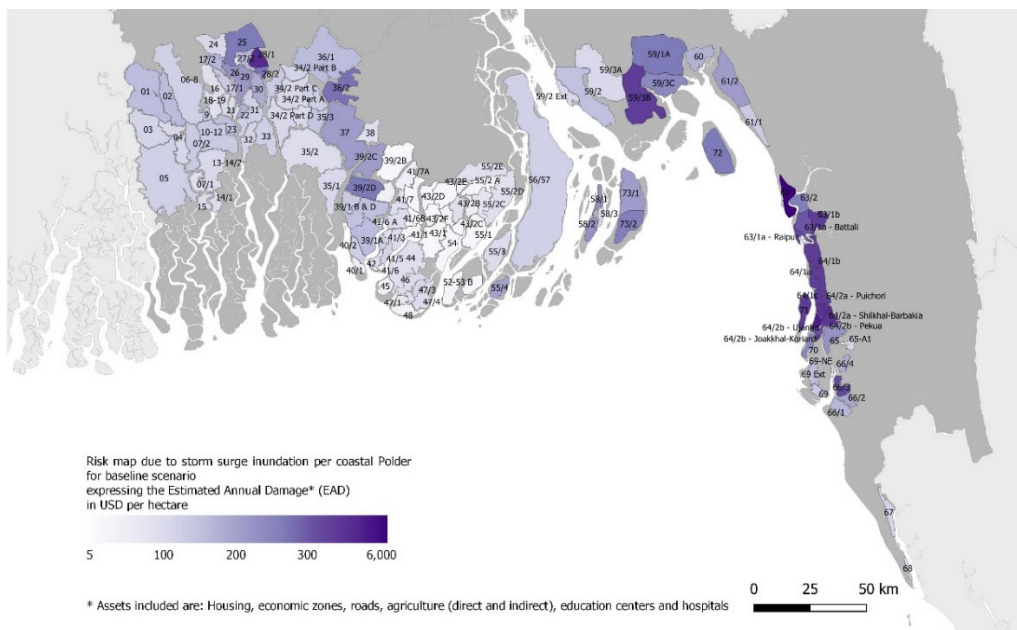 24
25
27/2
28/1
17/2
06-8
26
29
28/2
34/2 Part B
36/1
01
02
16
17/1
30
34/2 Part C
36/2
18-19
34/2 Part A
9
21
22
31
34/2 Part D
35/3
03
04
10-12
23
07/2
32
33
37
38
13-14/2
35/2
39/2C
39/2B
05
07/1
14/1
15
35/1
39/2D
41/7A
39/1 B & D
41/7
43/2D
43/2E
55/2 A
55/2E
55/2D
56/57
41/6 A
41/6B
43/2F
43/2B
55/2C
43/2C
39/1A
41/3
41/1
43/1
55/1
40/2
54
42
41/5
44
55/3
40/1
41/6
46
45
52-53 B
55/4
47/1
47/3
47/4
48
59/2 Ext
59/2
59/3A
59/1A
59/3B
59/3C
60
61/2
61/1
72
58/1
58/2
58/3
73/1
73/2
63/2
63/1b
63/1a - Battali
63/1a - Raipur
64/1b
64/1a
64/1c
64/2a - Puichori
71
64/2a - Shilkhal-Barbakia
64/2b - Pekua
64/2b - Joakkhal-Koriardi
65
65-A1
70
69-NE
66/4
69 Ext
69
66/3
66/2
66/1
67
68
Risk map due to storm surge inundation per coastal Polder
for baseline scenario
expressing the Estimated Annual Damage* (EAD)
in USD per hectare
5 100 200 300 6,000
* Assets included are: Housing, economic zones, roads, agriculture (direct and indirect), education centers and hospitals
0 25 50 km